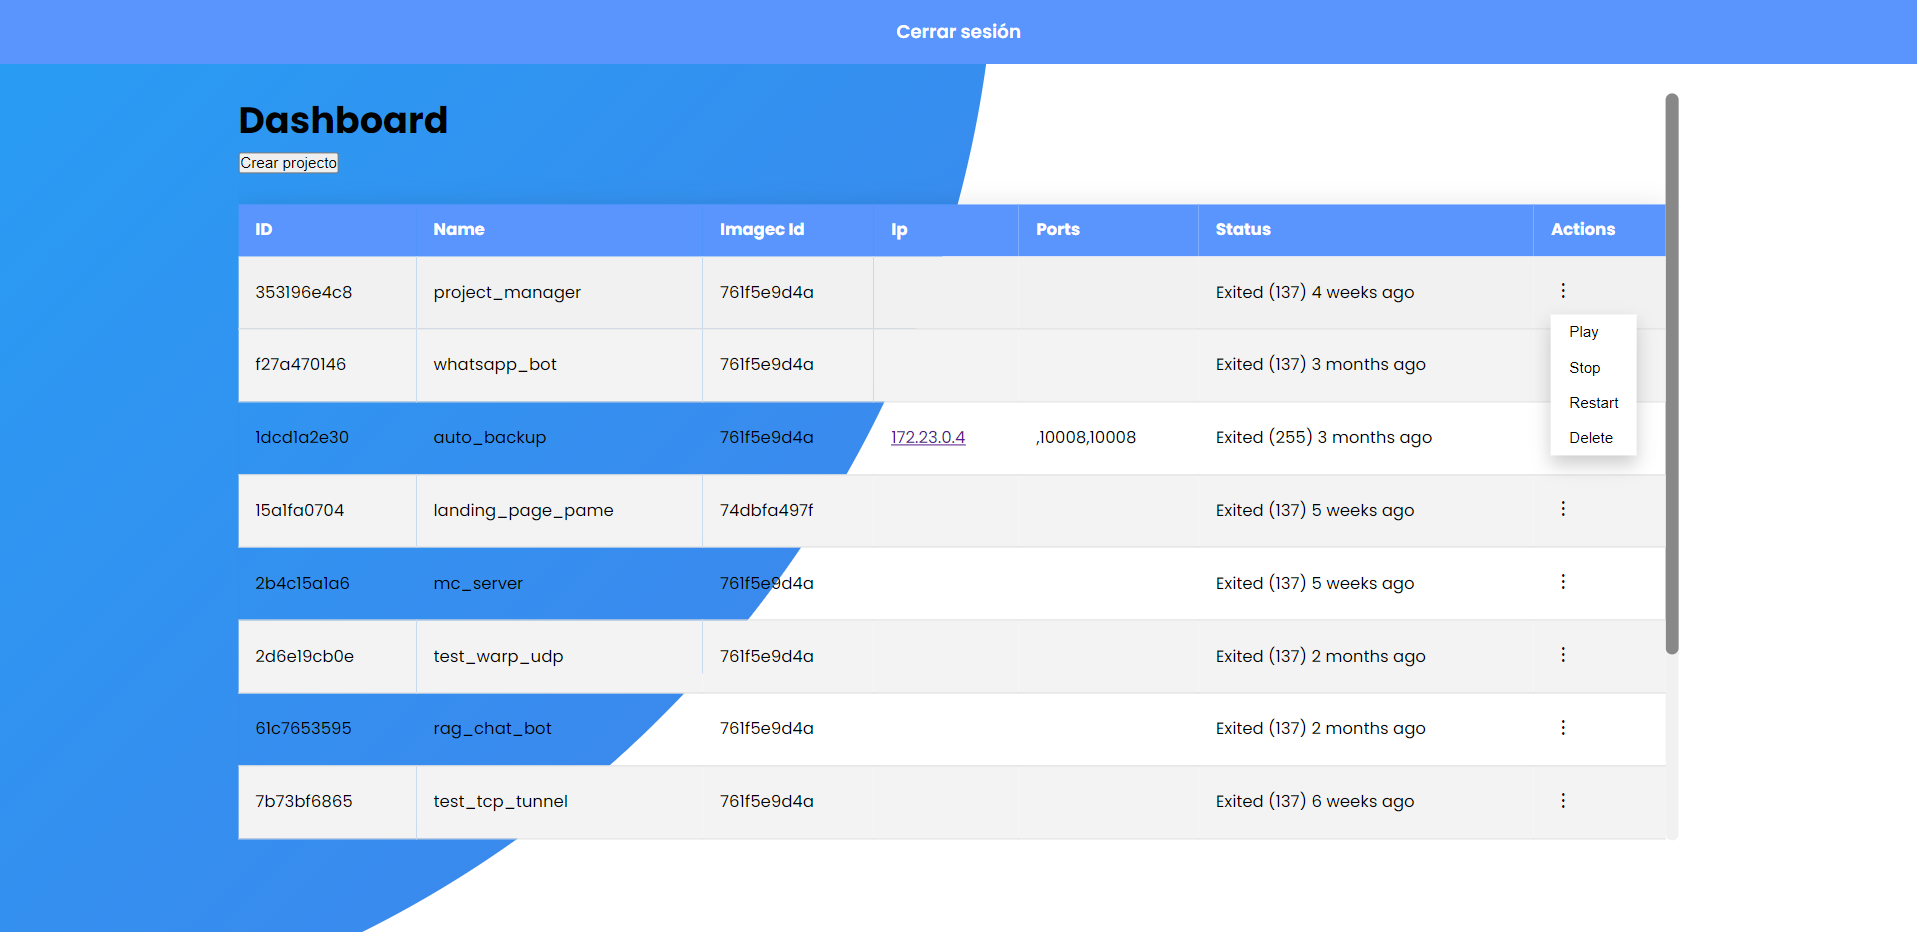 Cerrar sesión
Dashboard
Crear projecto
ID Name Imagec Id Ip Ports Status Actions
353196e4c8 project_manager 761f5e9d4a Exited (137) 4 weeks ago
Play
f27a470146 whatsapp_bot 761f5e9d4a Exited (137) 3 months ago
Stop
Restart
1dcd1a2e30 auto_backup 761f5e9d4a 172.23.0.4 ,10008,10008 Exited (255) 3 months ago
Delete
15a1fa0704 landing_page_pame 74dbfa497f Exited (137) 5 weeks ago
2b4c15a1a6 mc_server 761f5e9d4a Exited (137) 5 weeks ago
2d6e19cb0e test_warp_udp 761f5e9d4a Exited (137) 2 months ago
61c7653595 rag_chat_bot 761f5e9d4a Exited (137) 2 months ago
7b73bf6865 test_tcp_tunnel 761f5e9d4a Exited (137) 6 weeks ago